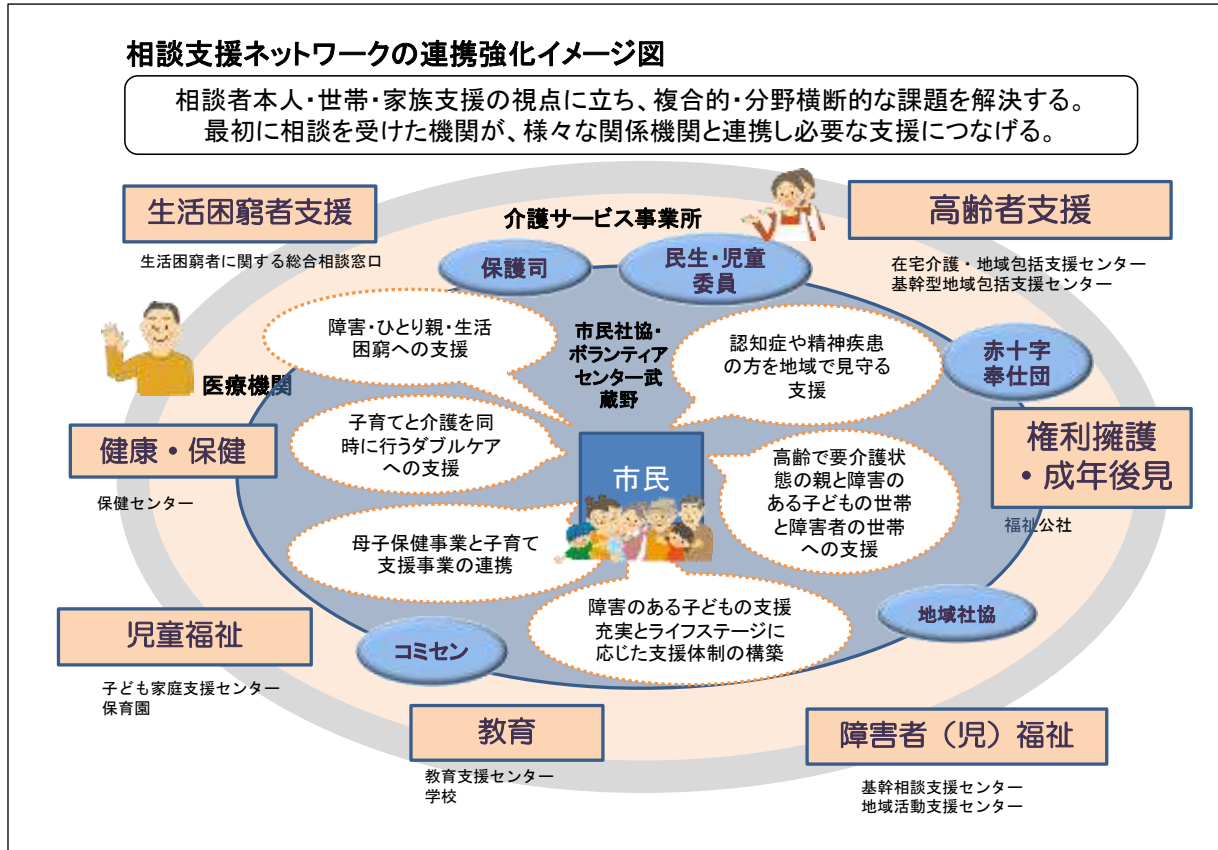 相談支援ネットワークの連携強化イメージ図
相談者本人・世帯・家族支援の視点に立ち、複合的・分野横断的な課題を解決する。
最初に相談を受けた機関が、様々な関係機関と連携し必要な支援につなげる。
生活困窮者支援
生活困窮者に関する総合相談窓口
介護サービス事業所
高齢者支援
在宅介護・地域包括支援センター
基幹型地域包括支援センター
保護司
民生・児童
委員
障害・ひとり親・生活
困窮への支援
市民社協・
ボランティア
センター武
蔵野
認知症や精神疾患
の方を地域で見守る
支援
赤十字
奉仕団
医療機関
健康・保健
保健センター
子育てと介護を同
時に行うダブルケア
への支援
市民
高齢で要介護状
態の親と障害の
ある子どもの世帯
と障害者の世帯
への支援
権利擁護
・成年後見
福祉公社
母子保健事業と子育て
支援事業の連携
障害のある子どもの支援
充実とライフステージに
応じた支援体制の構築
地域社協
コミセン
児童福祉
子ども家庭支援センター
保育園
教育
教育支援センター
学校
障害者（児）福祉
基幹相談支援センター
地域活動支援センター